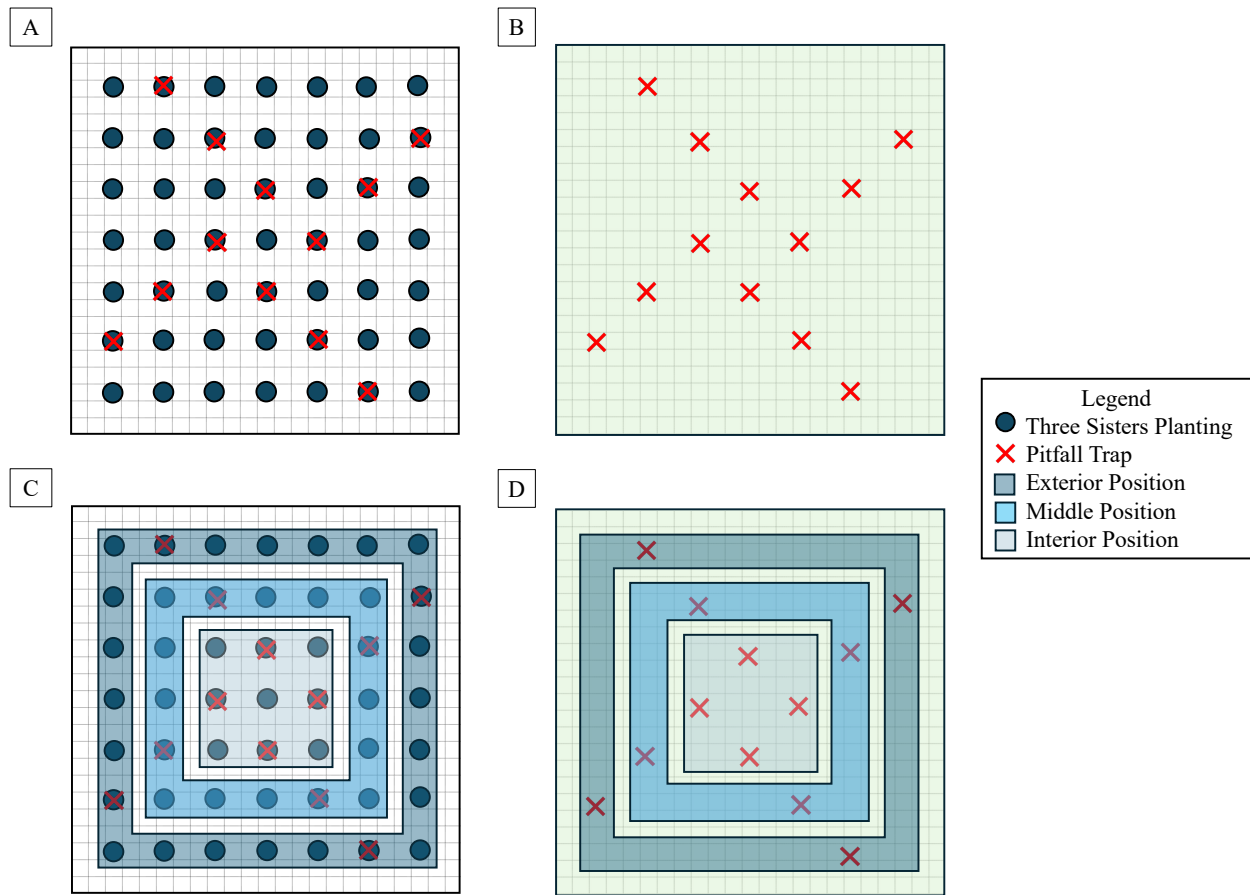 A
B
Legend
Three Sisters Planting
Pitfall Trap
Exterior Position
Middle Position
Interior Position
C
D